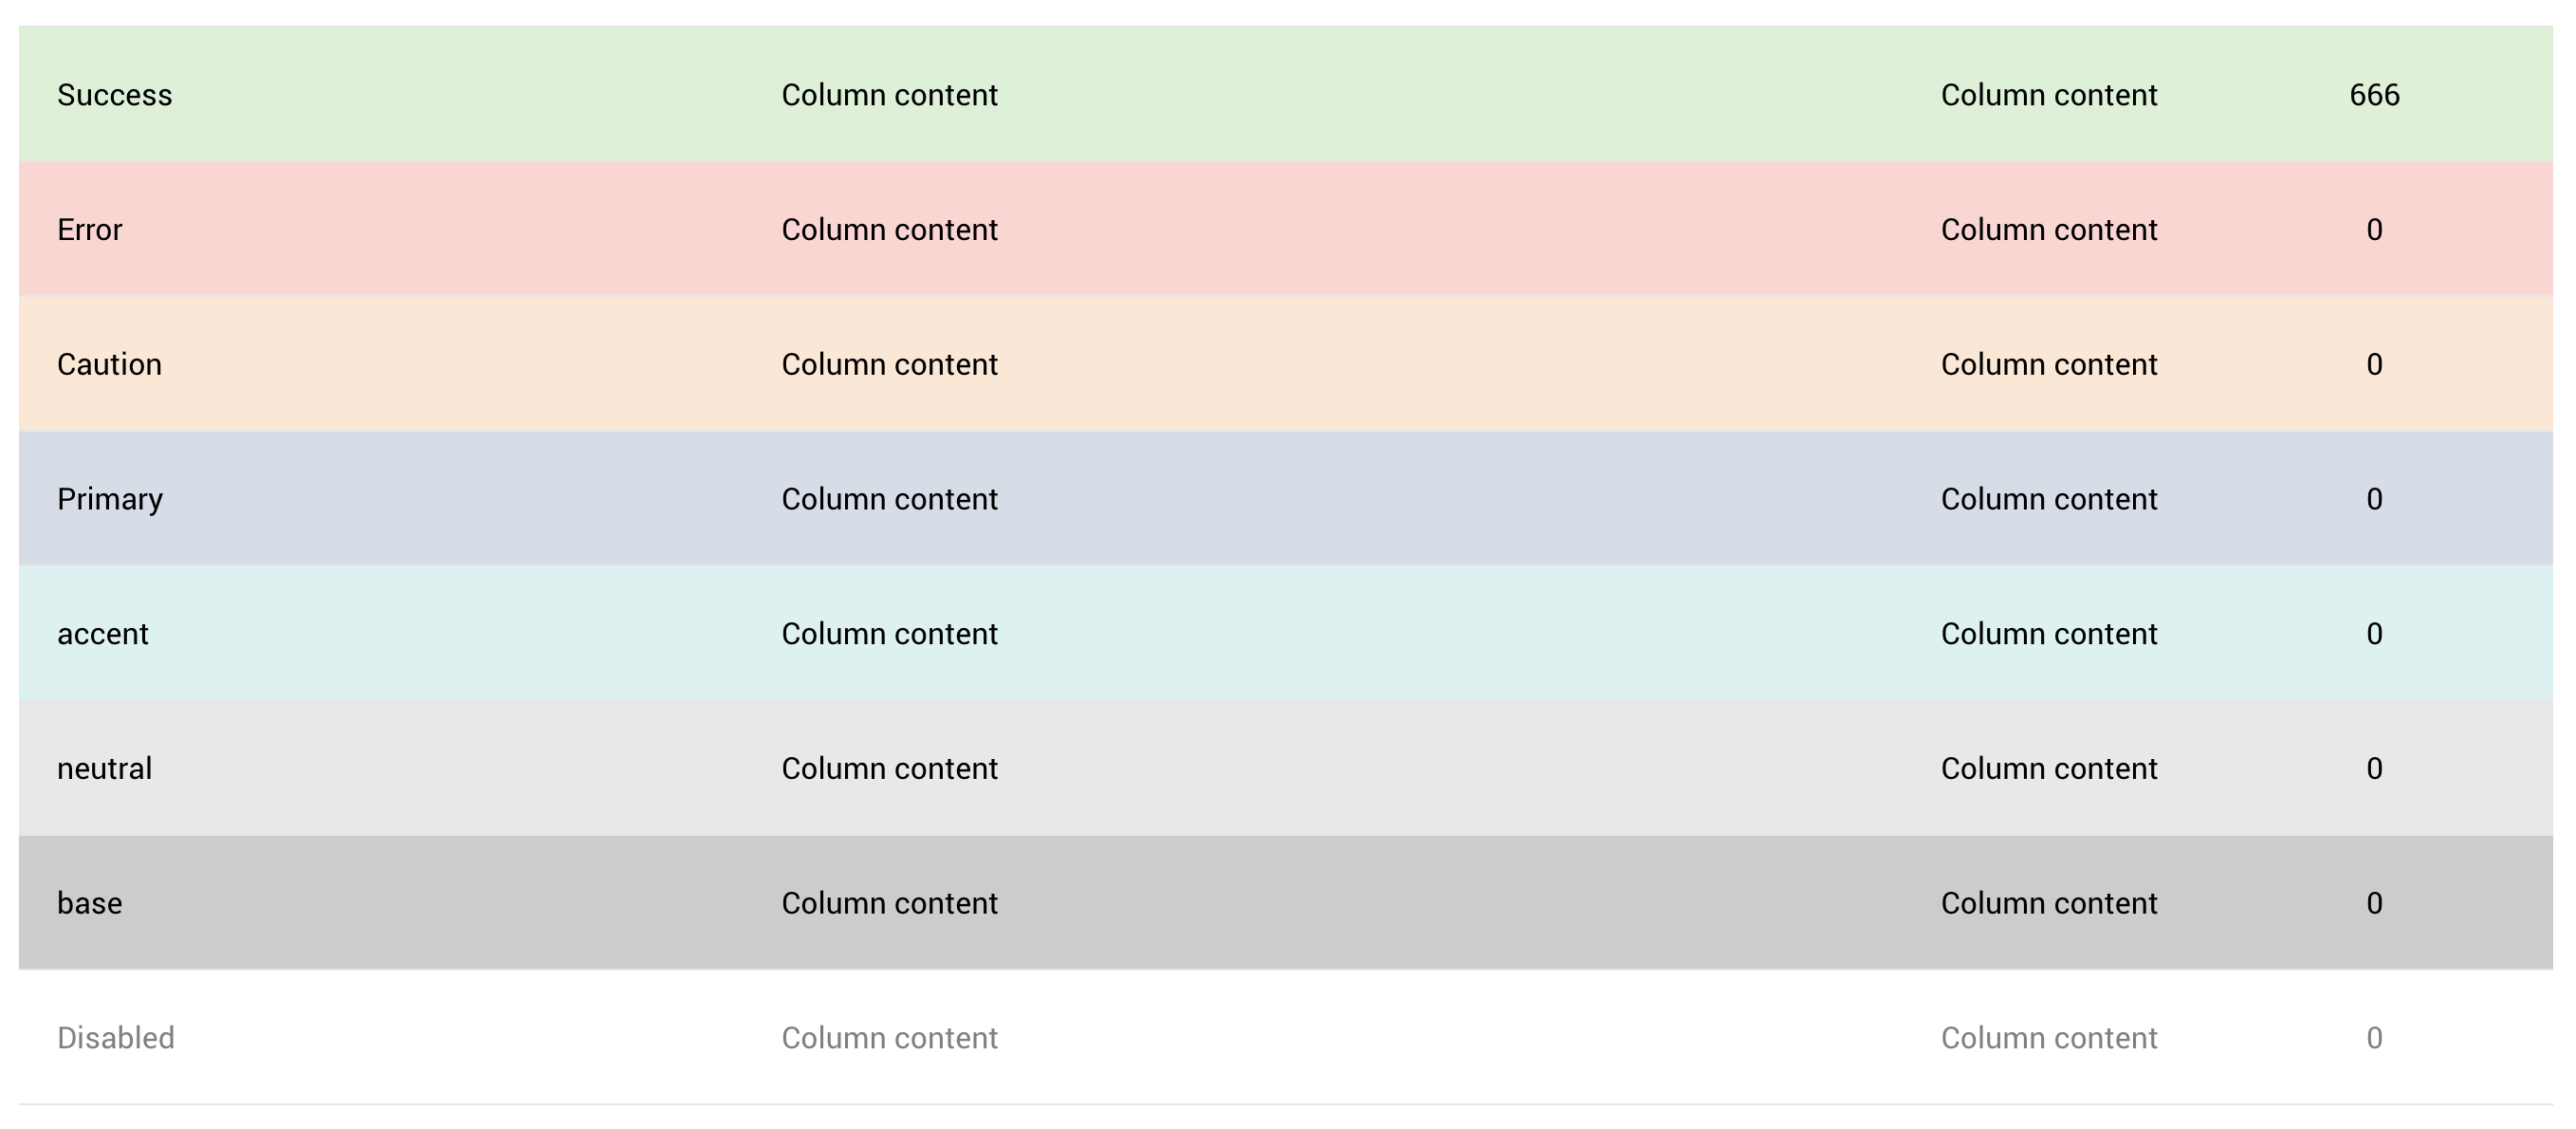 Success Column content Column content 666
Error Column content Column content 0
Caution Column content Column content 0
Primary Column content Column content 0
accent Column content Column content 0
neutral Column content Column content 0
base Column content Column content 0
Disabled Column content Column content 0